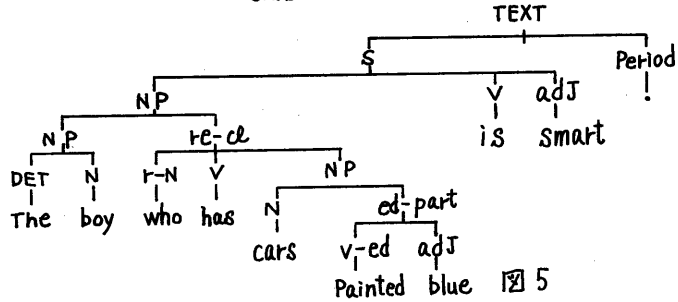 TEXT
S Period
NP V adJ .
NP re-cl is smart
DET N r-N V NP
The boy who has N ed-part
cars v-ed adJ
Painted blue 図 5